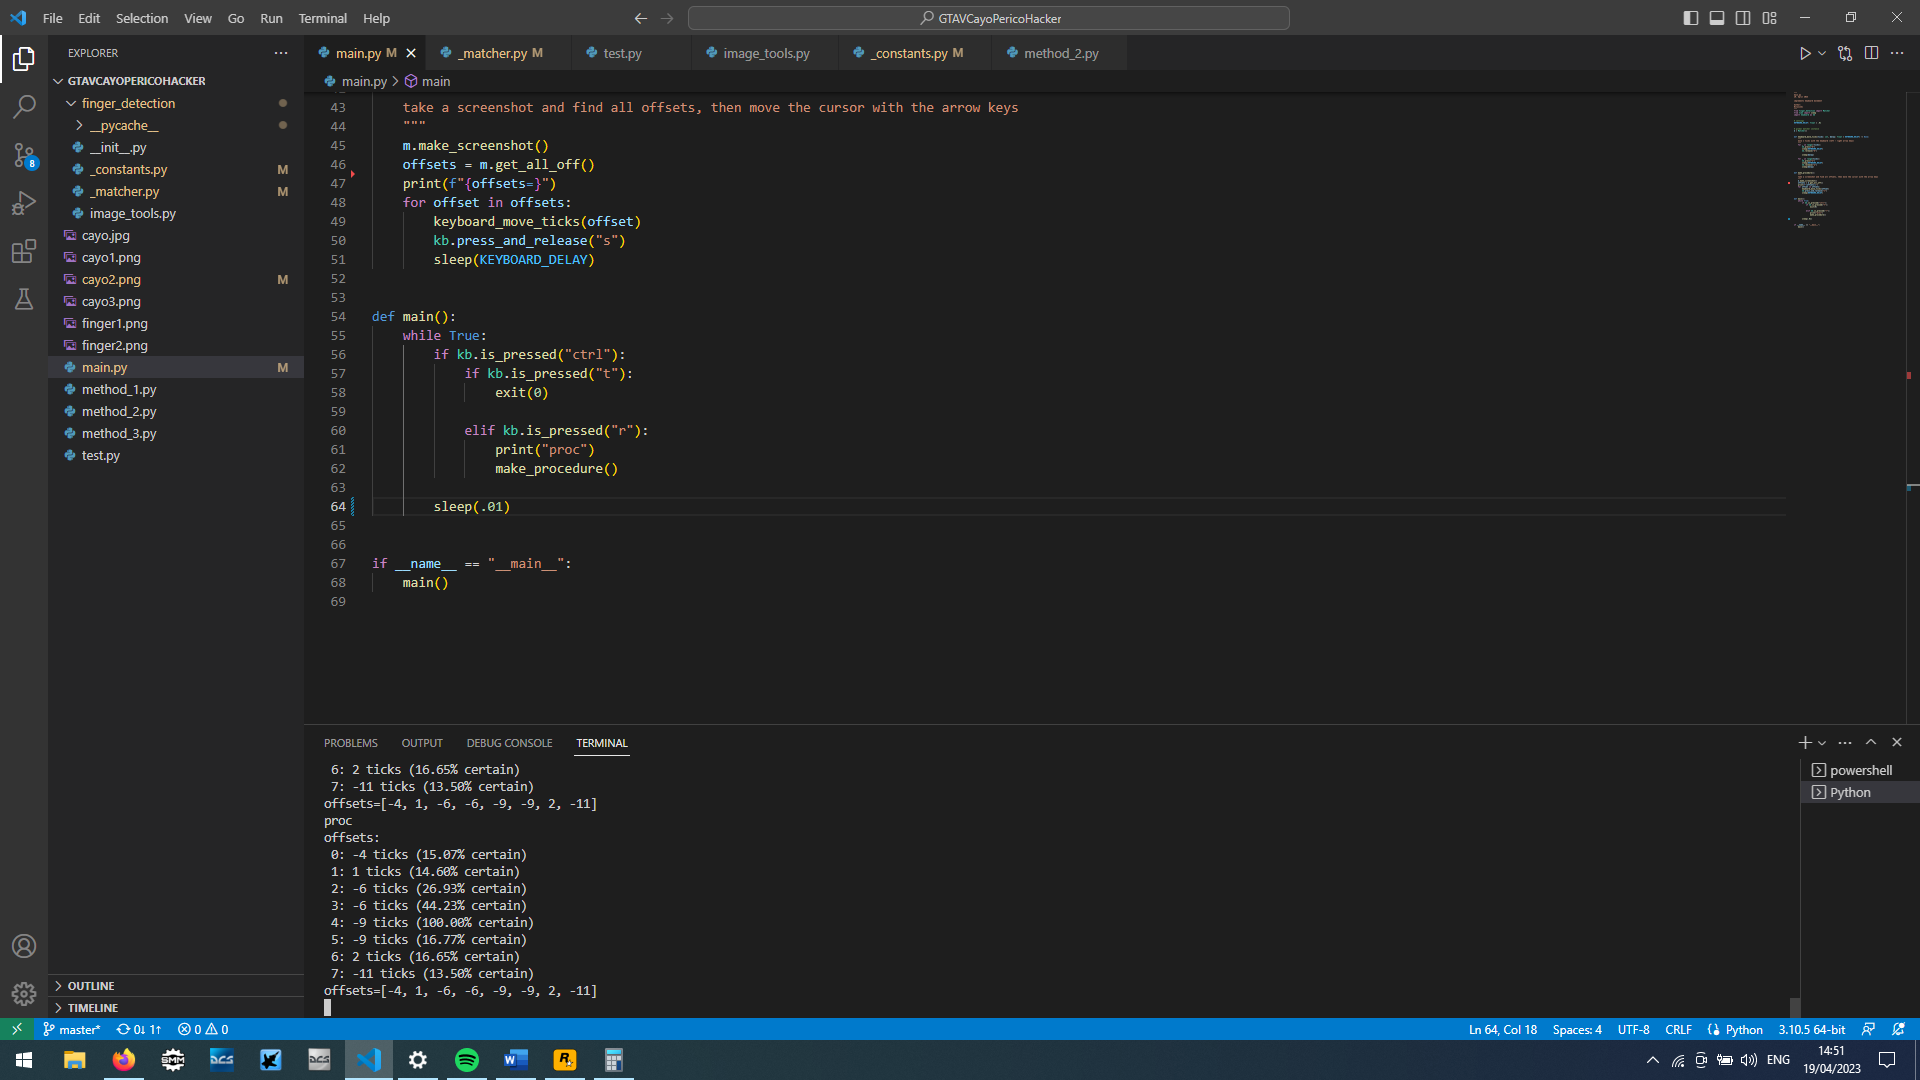 File Edit Selection View Go Run Terminal Help
GTAVCayoPericoHacker
EXPLORER
GTAVCAYOPERICOHACKER
finger_detection
__pycache__
__init__.py
_constants.py M
_matcher.py M
image_tools.py
cayo.jpg
cayo1.png
cayo2.png M
cayo3.png
finger1.png
finger2.png
main.py M
method_1.py
method_2.py
method_3.py
test.py
OUTLINE
TIMELINE
8
main.py M _matcher.py M test.py image_tools.py _constants.py M method_2.py
main.py > main
43 take a screenshot and find all offsets, then move the cursor with the arrow keys
44 """
45 m.make_screenshot()
46 offsets = m.get_all_off()
47 print(f"{offsets=}")
48 for offset in offsets:
49 keyboard_move_ticks(offset)
50 kb.press_and_release("s")
51 sleep(KEYBOARD_DELAY)
52
53
54 def main():
55 while True:
56 if kb.is_pressed("ctrl"):
57 if kb.is_pressed("t"):
58 exit(0)
59
60 elif kb.is_pressed("r"):
61 print("proc")
62 make_procedure()
63
64 sleep(.01)
65
66
67 if __name__ == "__main__":
68 main()
69
PROBLEMS OUTPUT DEBUG CONSOLE TERMINAL
6: 2 ticks (16.65% certain)
7: -11 ticks (13.50% certain)
offsets=[-4, 1, -6, -6, -9, -9, 2, -11]
proc
offsets:
0: -4 ticks (15.07% certain)
1: 1 ticks (14.60% certain)
2: -6 ticks (26.93% certain)
3: -6 ticks (44.23% certain)
4: -9 ticks (100.00% certain)
5: -9 ticks (16.77% certain)
6: 2 ticks (16.65% certain)
7: -11 ticks (13.50% certain)
offsets=[-4, 1, -6, -6, -9, -9, 2, -11]
powershell
Python
master* 0↓ 1↑ 0 0
Ln 64, Col 18 Spaces: 4 UTF-8 CRLF Python 3.10.5 64-bit
SMM DCS DCS W R
ENG
14:51
19/04/2023